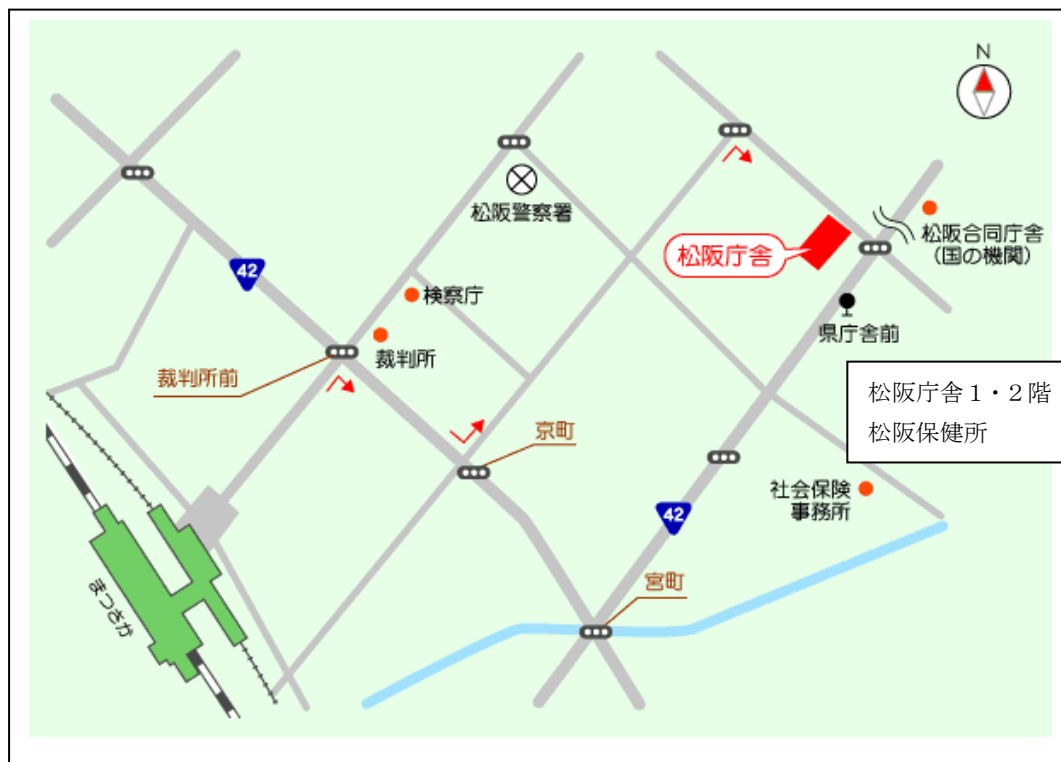 N
42
松阪警察署
松阪庁舎
松阪合同庁舎
(国の機関)
検察庁
県庁舎前
裁判所
裁判所前
京町
松阪庁舎1・2階
松阪保健所
社会保険
事務所
42
宮町
まつさか